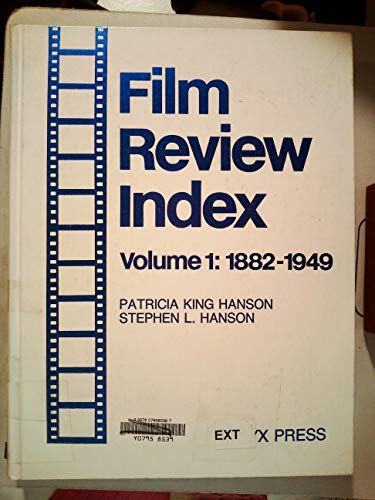 Film
Review
Index
Volume 1: 1882-1949
PATRICIA KING HANSON
STEPHEN L. HANSON
Y0795 8539
EXT X PRESS